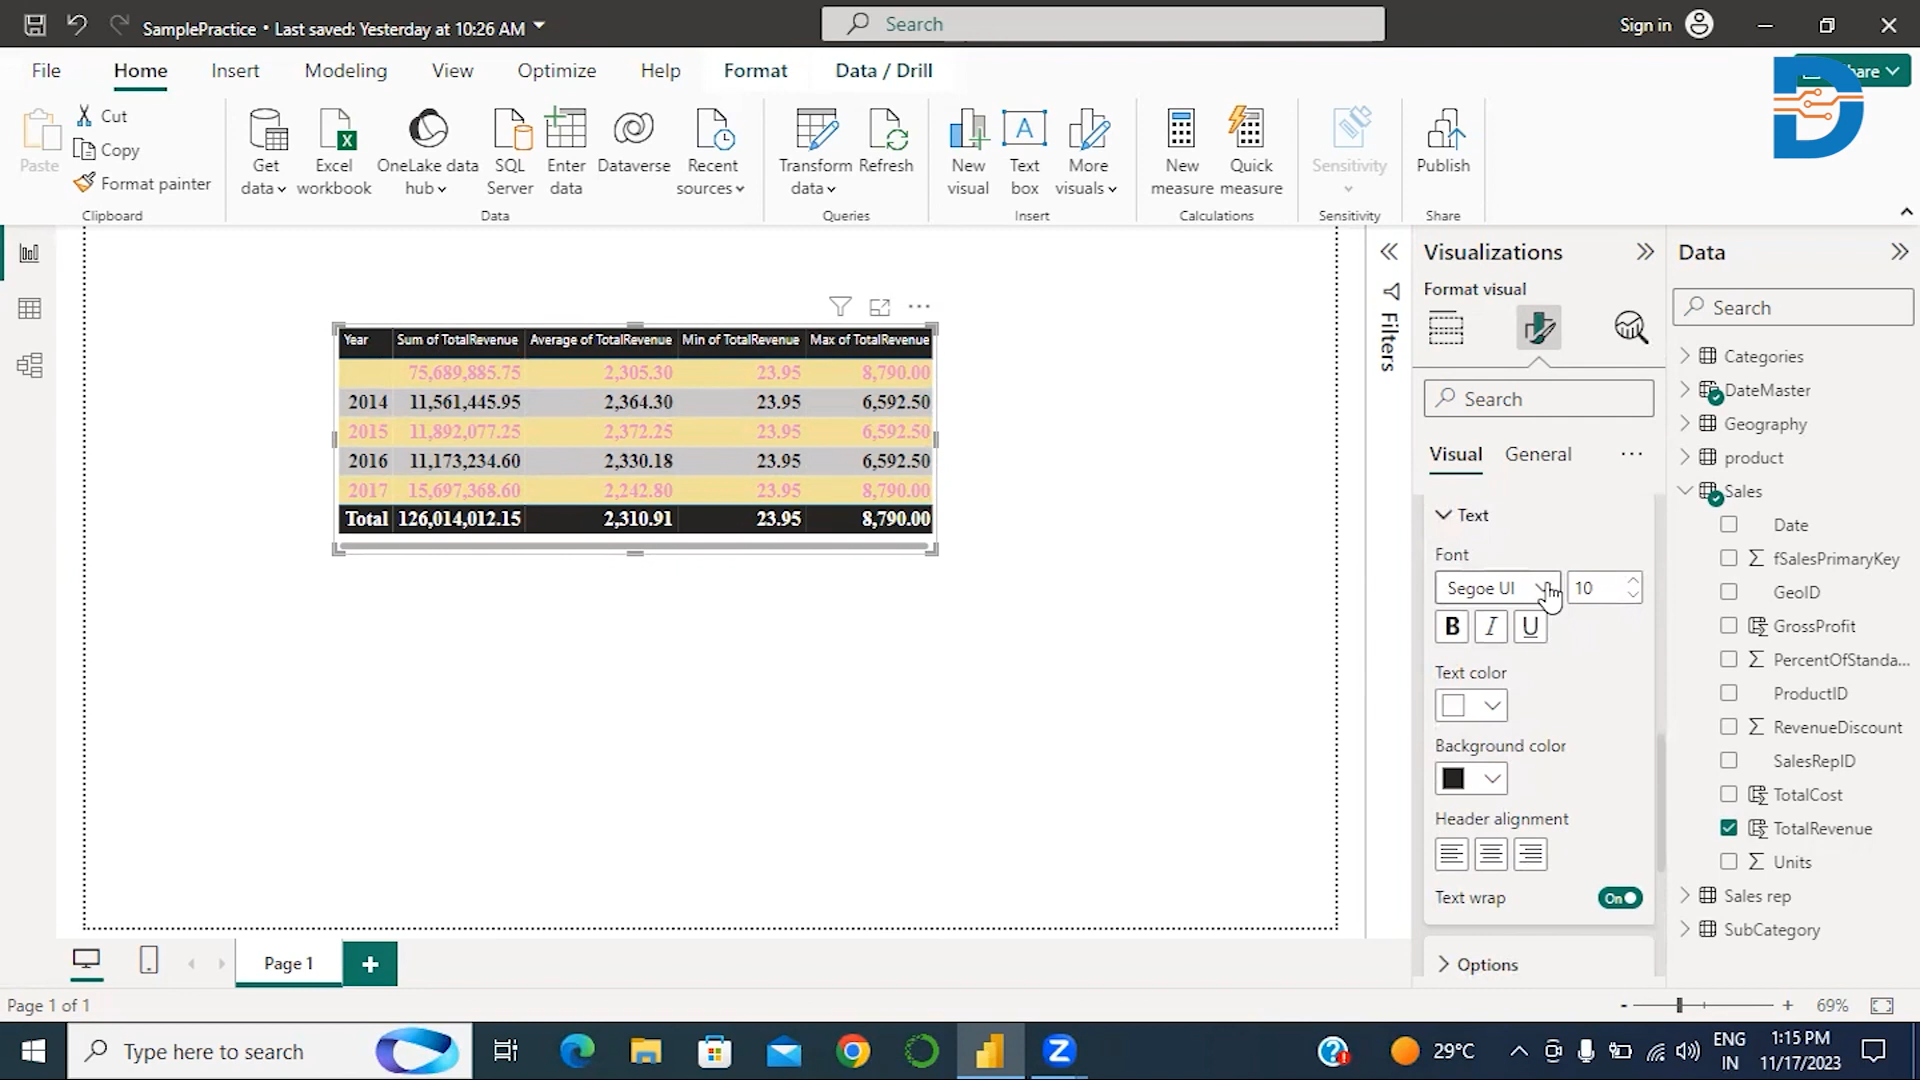 SamplePractice • Last saved: Yesterday at 10:26 AM
Search
Sign in
File
Home
Insert
Modeling
View
Optimize
Help
Format
Data / Drill
Paste
Cut
Copy
Format painter
Clipboard
Get
data
Excel
workbook
OneLake data
hub
SQL
Server
Enter
data
Dataverse
Recent
sources
Data
Transform
data
Refresh
Queries
New
visual
Text
box
More
visuals
Insert
New
measure
Quick
measure
Calculations
Sensitivity
Sensitivity
Publish
Share
Year Sum of TotalRevenue Average of TotalRevenue Min of TotalRevenue Max of TotalRevenue
75,689,885.75 2,305.30 23.95 8,790.00
2014 11,561,445.95 2,364.30 23.95 6,592.50
2015 11,892,077.25 2,372.25 23.95 6,592.50
2016 11,173,234.60 2,330.18 23.95 6,592.50
2017 15,697,368.60 2,242.80 23.95 8,790.00
Total 126,014,012.15 2,310.91 23.95 8,790.00
Filters
Visualizations
Format visual
Search
Visual
General
Text
Font
Segoe UI
10
B I U
Text color
Background color
Header alignment
Text wrap
On
Options
Data
Search
Categories
DateMaster
Geography
product
Sales
Date
fSalesPrimaryKey
GeoID
GrossProfit
PercentOfStanda...
ProductID
RevenueDiscount
SalesRepID
TotalCost
TotalRevenue
Units
Sales rep
SubCategory
Page 1
Page 1 of 1
- + 69%
Type here to search
29°C
ENG
IN
1:15 PM
11/17/2023